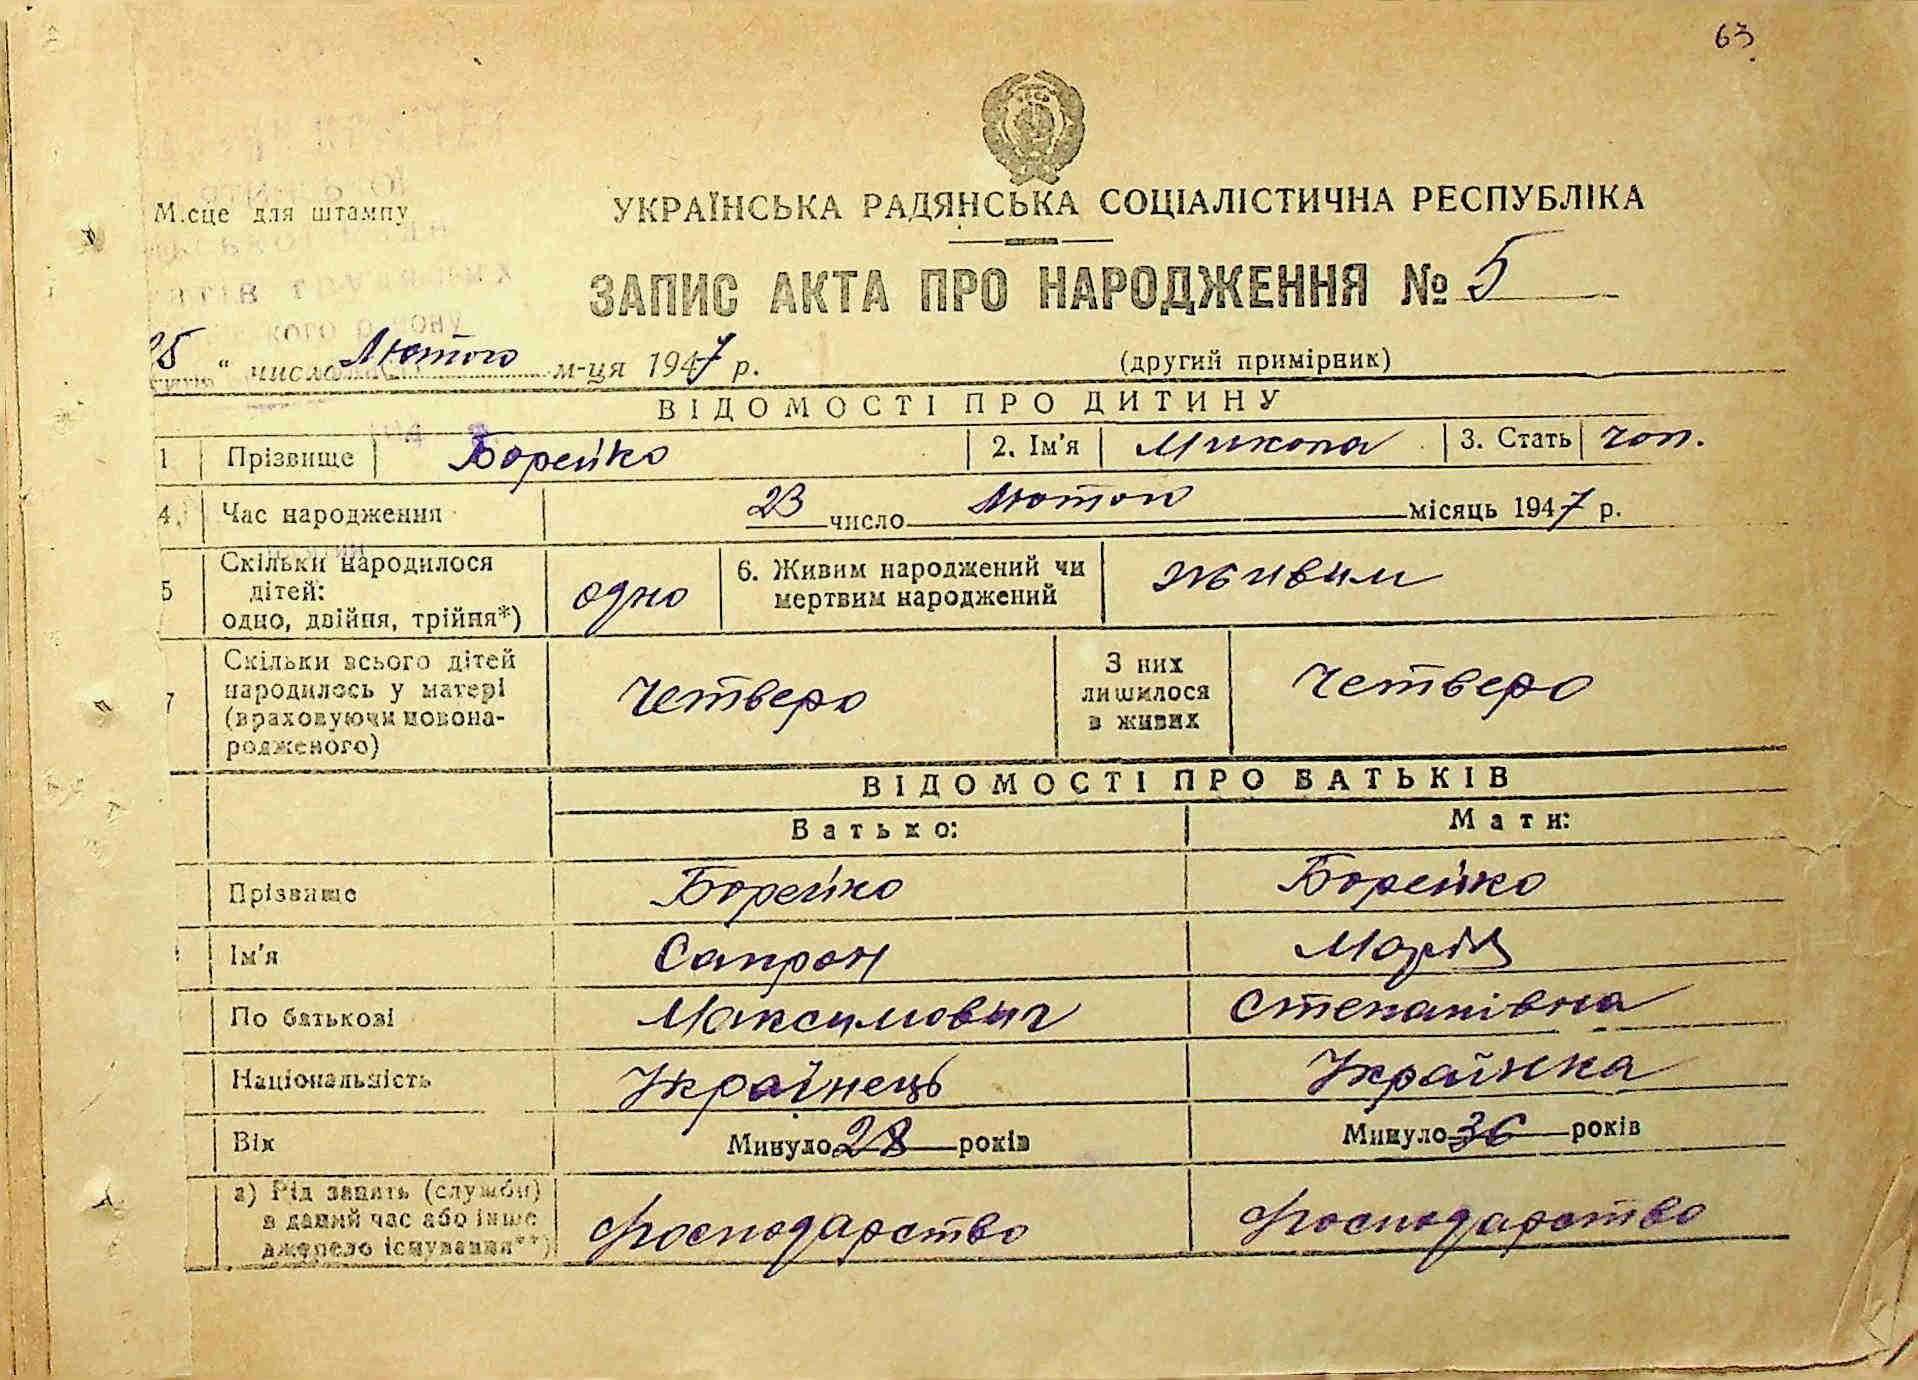 63
Місце для штампу
УКРАЇНСЬКА РАДЯНСЬКА СОЦІАЛІСТИЧНА РЕСПУБЛІКА
ЗАПИС АКТА ПРО НАРОДЖЕННЯ № 5
25 " число Лютого м-ця 1947 р.
(другий примірник)
ВІДОМОСТІ ПРО ДИТИНУ
1 Прізвище Борейко 2. Ім'я Микола 3. Стать чол.
4 Час народження 23 число Лютого місяць 1947 р.
5 Скільки народилося дітей: одно, двійня, трійня*) одно 6. Живим народжений чи мертвим народжений живим
7 Скільки всього дітей народилось у матері (враховуючи новонародженого) Четверо З них лишилося в живих Четверо
ВІДОМОСТІ ПРО БАТЬКІВ
Батько: Мати:
Прізвище Борейко Борейко
Ім'я Сапрон Марія
По батькові Максимович Степанівна
Національність Українець Українка
Вік Минуло 28 років Минуло 36 років
а) Рід занять (служби) в даний час або інше джерело існування**) господарство господарство